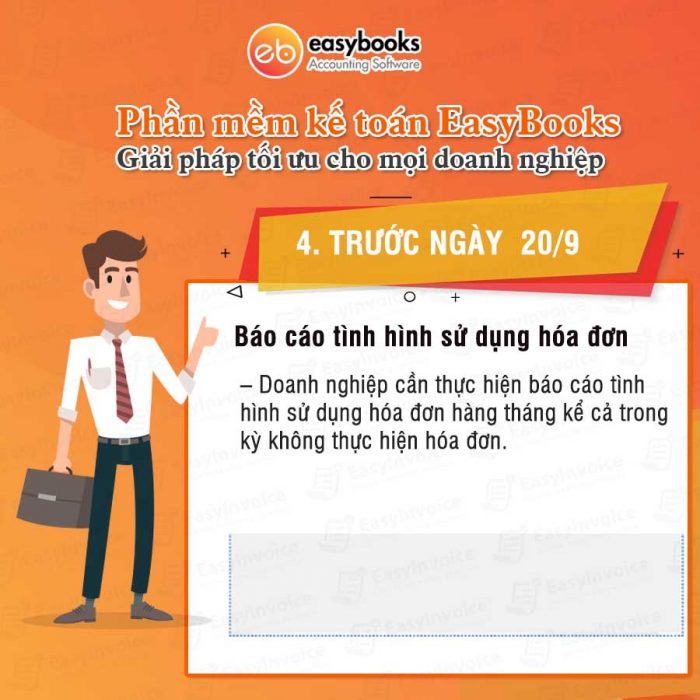 eb easybooks
Accounting Software
Phần mềm kế toán EasyBooks
Giải pháp tối ưu cho mọi doanh nghiệp
4. TRƯỚC NGÀY 20/9
Báo cáo tình hình sử dụng hóa đơn
– Doanh nghiệp cần thực hiện báo cáo tình
hình sử dụng hóa đơn hàng tháng kể cả trong
kỳ không thực hiện hóa đơn.
EasyInvoice